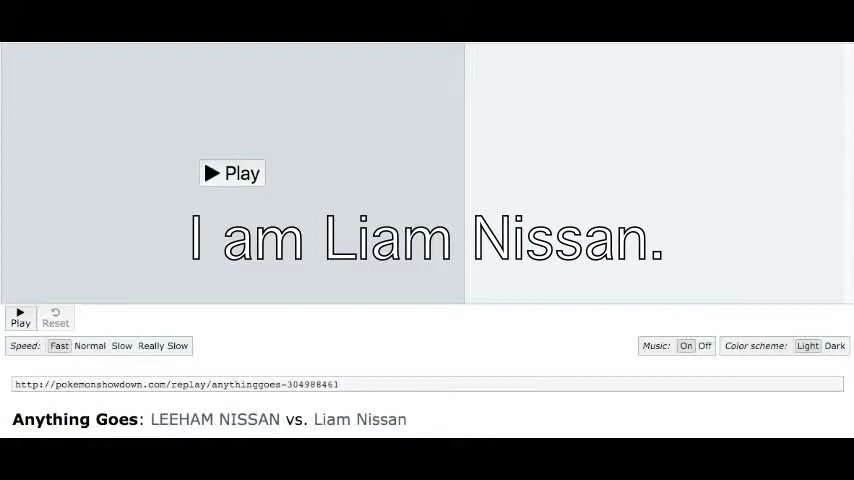 ▶ Play
I am Liam Nissan.
Play Reset
Speed: Fast Normal Slow Really Slow Music: On Off Color scheme: Light Dark
http://pokemonshowdown.com/replay/anythinggoes-304988461
Anything Goes: LEEHAM NISSAN vs. Liam Nissan